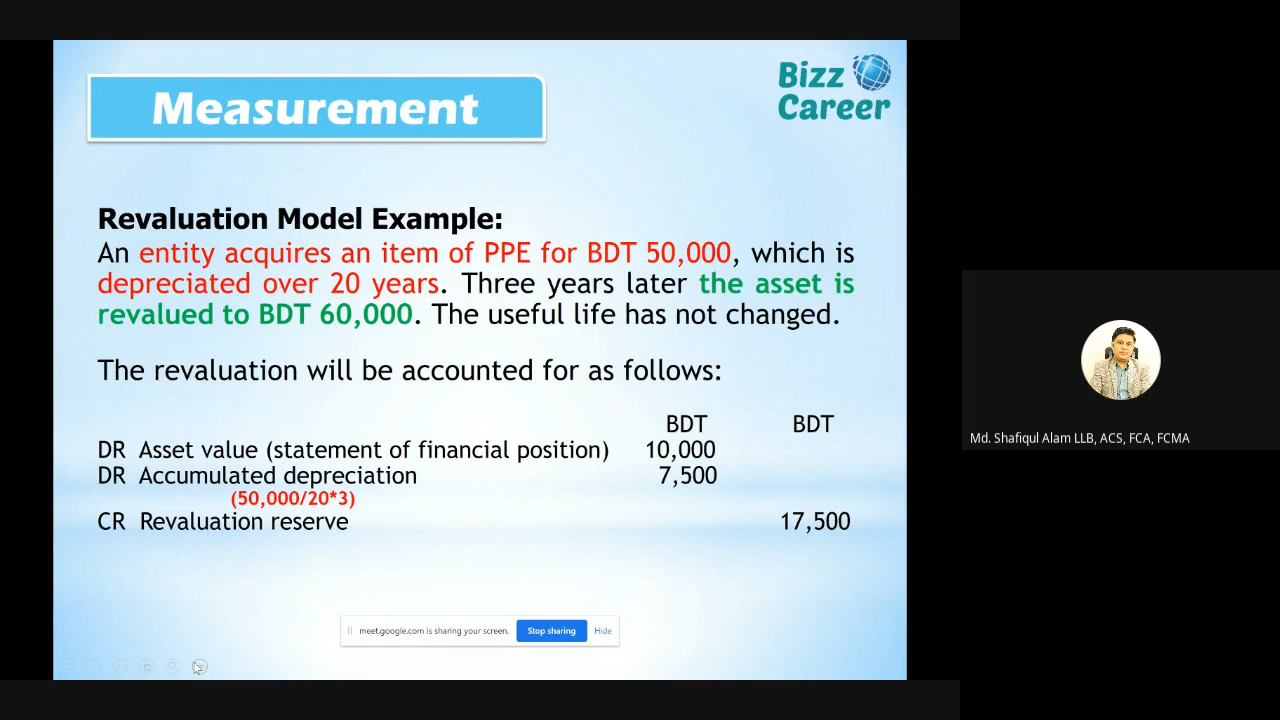 Bizz
Career
Measurement
Revaluation Model Example:
An entity acquires an item of PPE for BDT 50,000, which is
depreciated over 20 years. Three years later the asset is
revalued to BDT 60,000. The useful life has not changed.
The revaluation will be accounted for as follows:
BDT BDT
DR Asset value (statement of financial position) 10,000
DR Accumulated depreciation 7,500
(50,000/20*3)
CR Revaluation reserve 17,500
meet.google.com is sharing your screen. Stop sharing Hide
Md. Shafiqul Alam LLB, ACS, FCA, FCMA